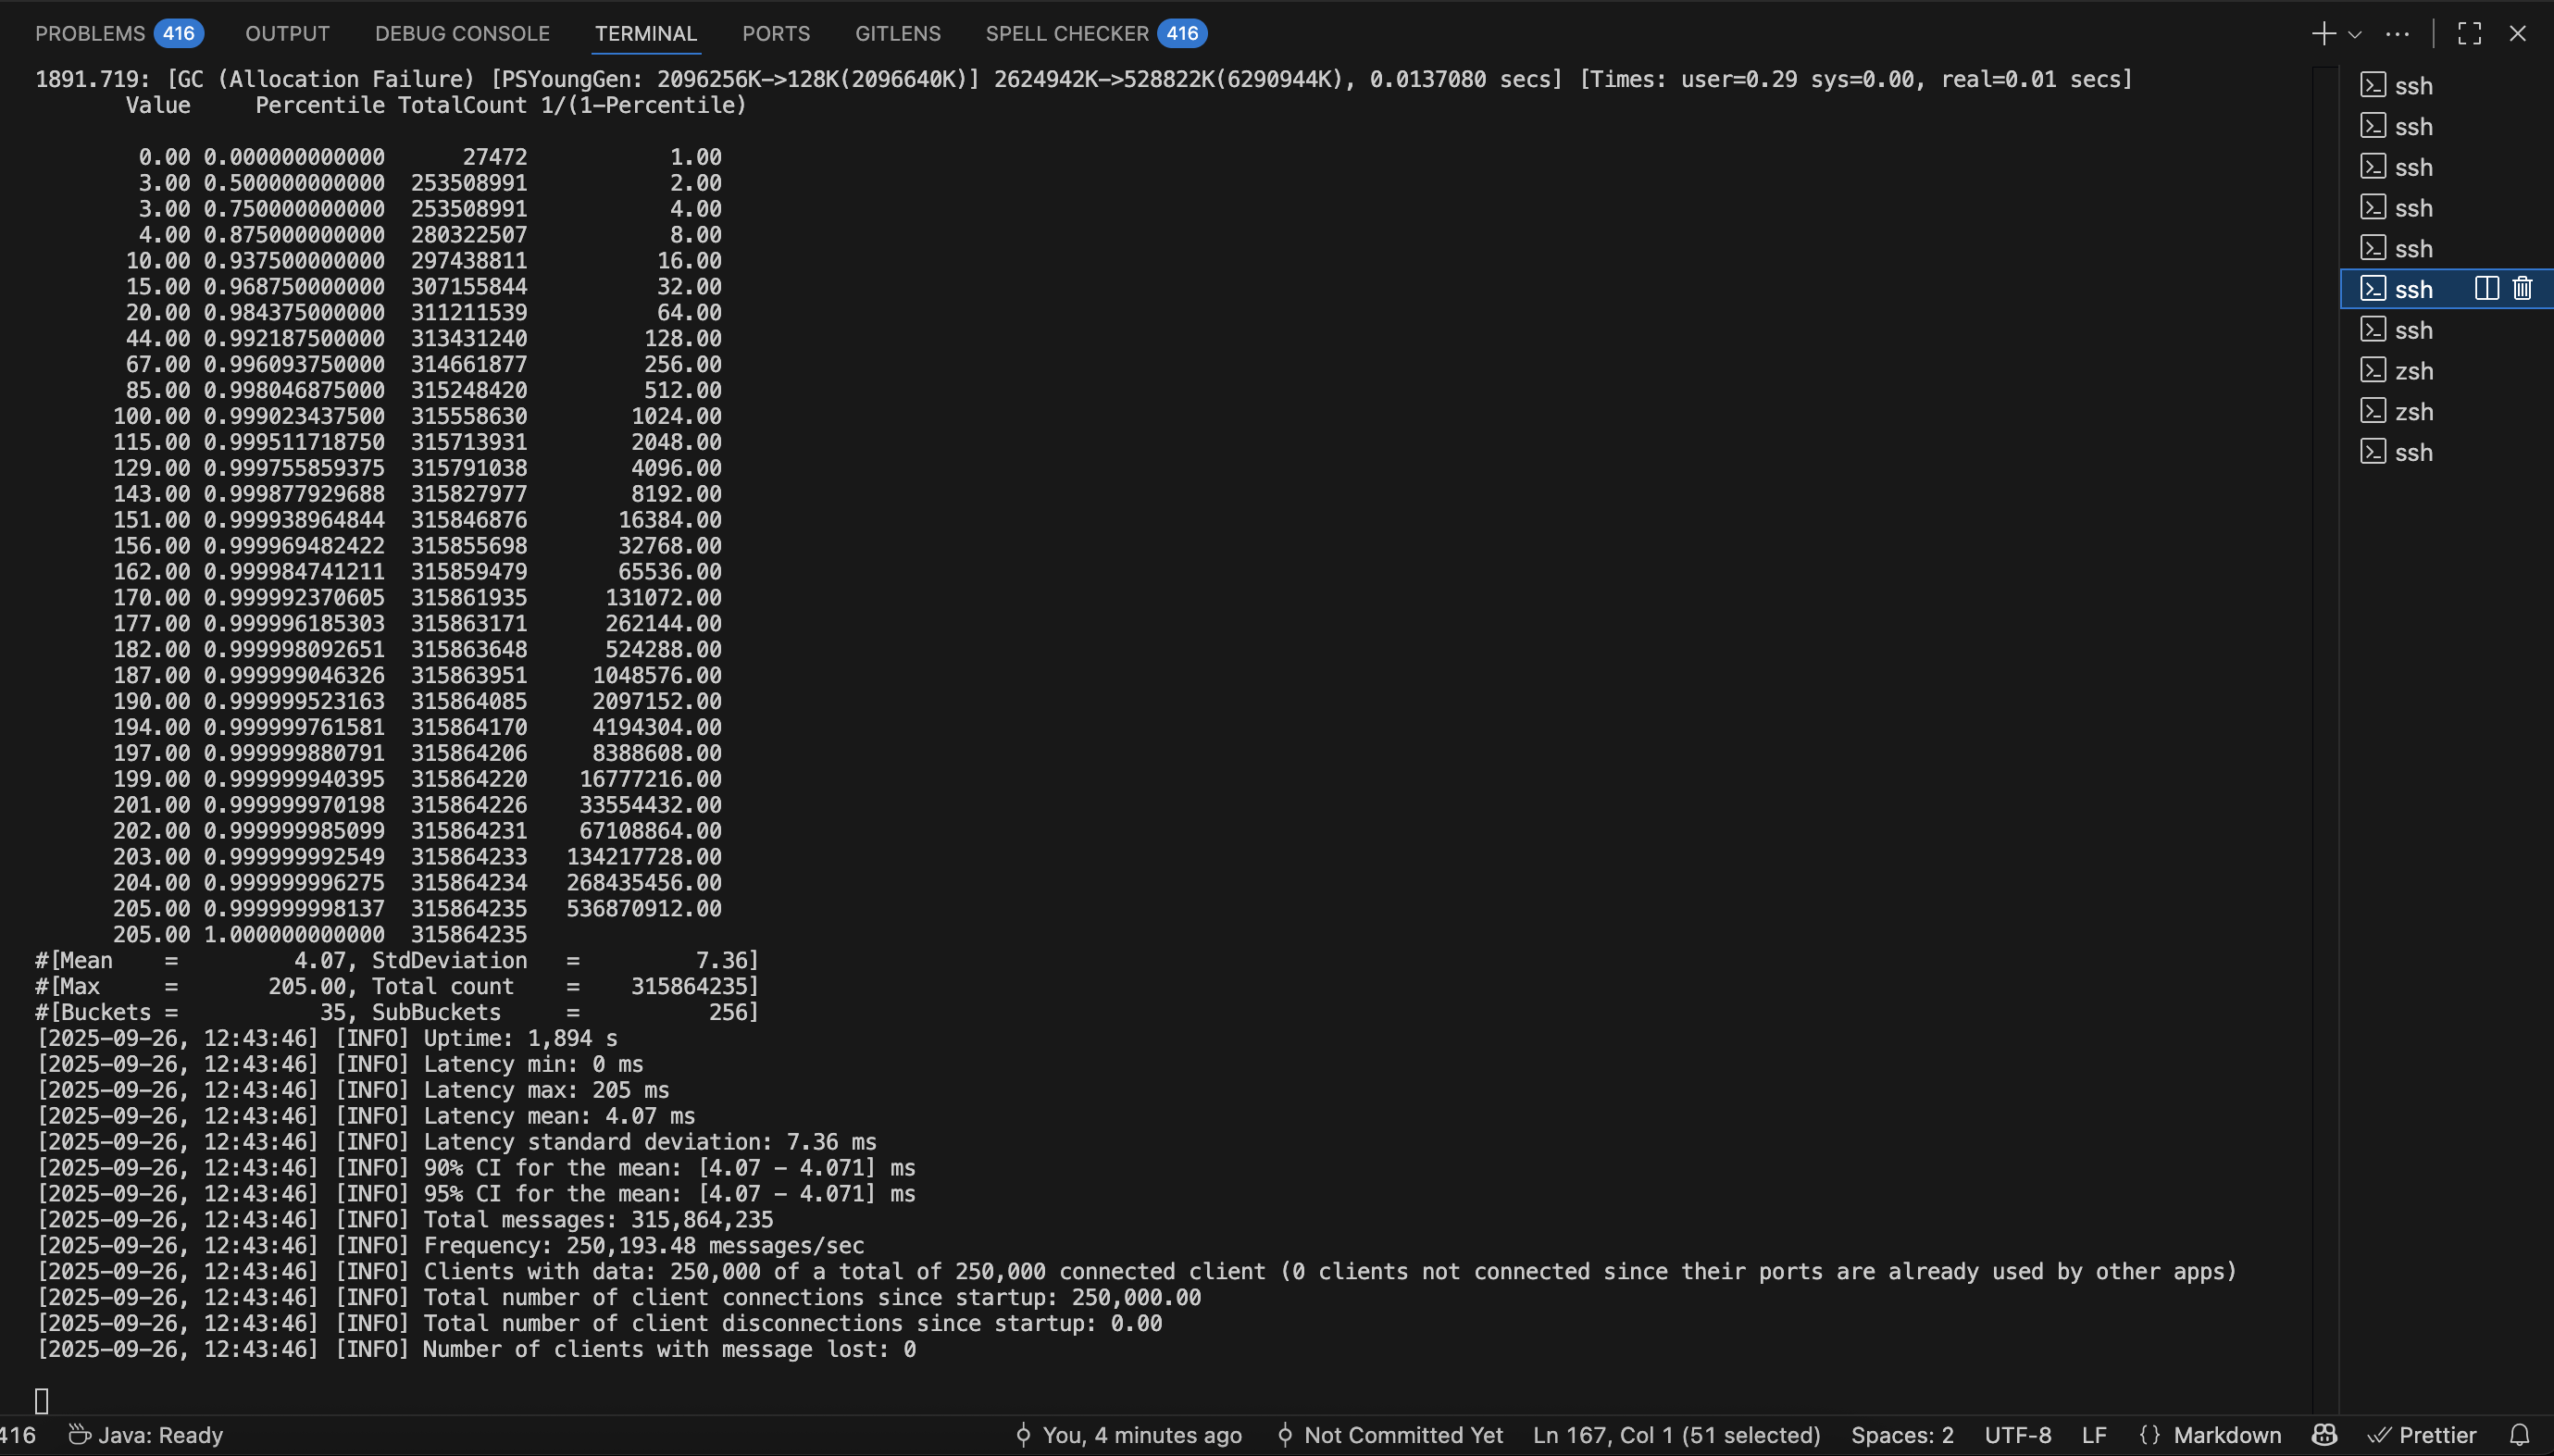 PROBLEMS 416 OUTPUT DEBUG CONSOLE TERMINAL PORTS GITLENS SPELL CHECKER 416
1891.719: [GC (Allocation Failure) [PSYoungGen: 2096256K->128K(2096640K)] 2624942K->528822K(6290944K), 0.0137080 secs] [Times: user=0.29 sys=0.00, real=0.01 secs]
Value Percentile TotalCount 1/(1-Percentile)
0.00 0.000000000000 27472 1.00
3.00 0.500000000000 253508991 2.00
3.00 0.750000000000 253508991 4.00
4.00 0.875000000000 280322507 8.00
10.00 0.937500000000 297438811 16.00
15.00 0.968750000000 307155844 32.00
20.00 0.984375000000 311211539 64.00
44.00 0.992187500000 313431240 128.00
67.00 0.996093750000 314661877 256.00
85.00 0.998046875000 315248420 512.00
100.00 0.999023437500 315558630 1024.00
115.00 0.999511718750 315713931 2048.00
129.00 0.999755859375 315791038 4096.00
143.00 0.999877929688 315827977 8192.00
151.00 0.999938964844 315846876 16384.00
156.00 0.999969482422 315855698 32768.00
162.00 0.999984741211 315859479 65536.00
170.00 0.999992370605 315861935 131072.00
177.00 0.999996185303 315863171 262144.00
182.00 0.999998092651 315863648 524288.00
187.00 0.999999046326 315863951 1048576.00
190.00 0.999999523163 315864085 2097152.00
194.00 0.999999761581 315864170 4194304.00
197.00 0.999999880791 315864206 8388608.00
199.00 0.999999940395 315864220 16777216.00
201.00 0.999999970198 315864226 33554432.00
202.00 0.999999985099 315864231 67108864.00
203.00 0.999999992549 315864233 134217728.00
204.00 0.999999996275 315864234 268435456.00
205.00 0.999999998137 315864235 536870912.00
205.00 1.000000000000 315864235
#[Mean = 4.07, StdDeviation = 7.36]
#[Max = 205.00, Total count = 315864235]
#[Buckets = 35, SubBuckets = 256]
[2025-09-26, 12:43:46] [INFO] Uptime: 1,894 s
[2025-09-26, 12:43:46] [INFO] Latency min: 0 ms
[2025-09-26, 12:43:46] [INFO] Latency max: 205 ms
[2025-09-26, 12:43:46] [INFO] Latency mean: 4.07 ms
[2025-09-26, 12:43:46] [INFO] Latency standard deviation: 7.36 ms
[2025-09-26, 12:43:46] [INFO] 90% CI for the mean: [4.07 - 4.071] ms
[2025-09-26, 12:43:46] [INFO] 95% CI for the mean: [4.07 - 4.071] ms
[2025-09-26, 12:43:46] [INFO] Total messages: 315,864,235
[2025-09-26, 12:43:46] [INFO] Frequency: 250,193.48 messages/sec
[2025-09-26, 12:43:46] [INFO] Clients with data: 250,000 of a total of 250,000 connected client (0 clients not connected since their ports are already used by other apps)
[2025-09-26, 12:43:46] [INFO] Total number of client connections since startup: 250,000.00
[2025-09-26, 12:43:46] [INFO] Total number of client disconnections since startup: 0.00
[2025-09-26, 12:43:46] [INFO] Number of clients with message lost: 0
ssh
ssh
ssh
ssh
ssh
ssh
ssh
zsh
zsh
ssh
416 Java: Ready You, 4 minutes ago Not Committed Yet Ln 167, Col 1 (51 selected) Spaces: 2 UTF-8 LF {} Markdown Prettier